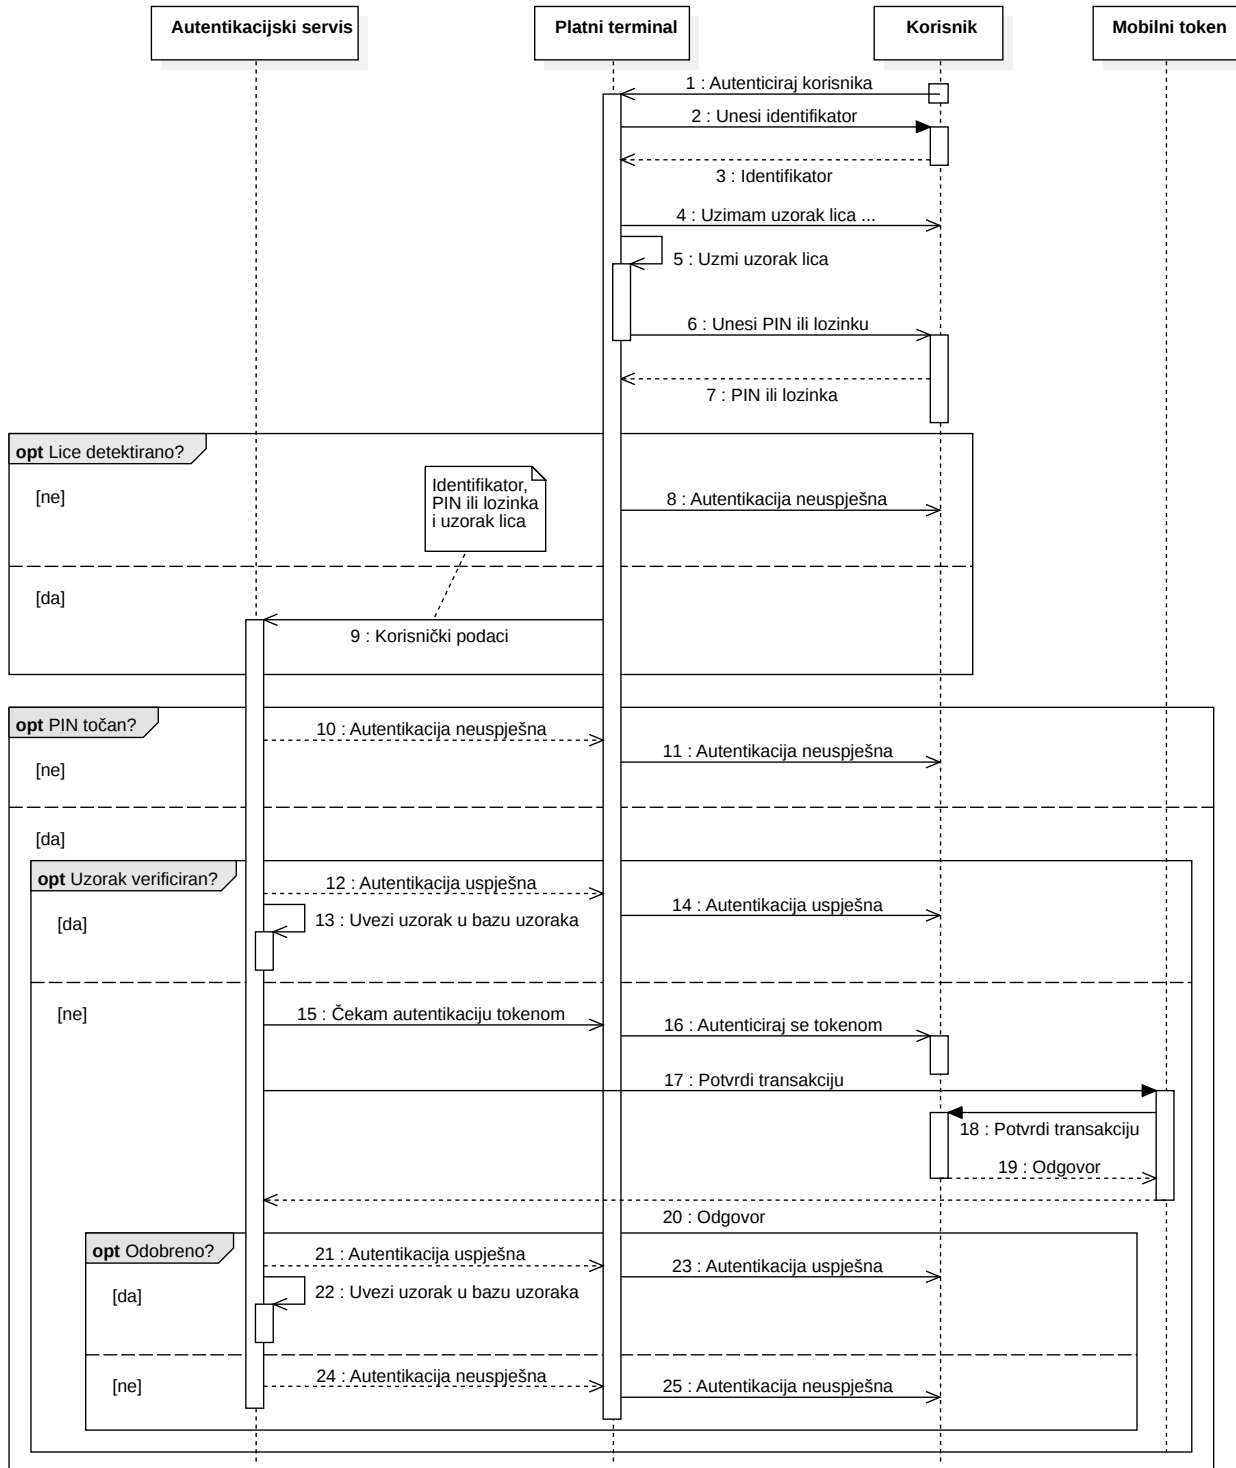 Autentikacijski servis
Platni terminal
Korisnik
Mobilni token
1 : Autenticiraj korisnika
2 : Unesi identifikator
3 : Identifikator
4 : Uzimam uzorak lica ...
5 : Uzmi uzorak lica
6 : Unesi PIN ili lozinku
7 : PIN ili lozinka
opt Lice detektirano?
Identifikator,
PIN ili lozinka
i uzorak lica
[ne]
8 : Autentikacija neuspješna
[da]
9 : Korisnički podaci
opt PIN točan?
10 : Autentikacija neuspješna
11 : Autentikacija neuspješna
[ne]
[da]
opt Uzorak verificiran?
12 : Autentikacija uspješna
14 : Autentikacija uspješna
13 : Uvezi uzorak u bazu uzoraka
[da]
[ne]
15 : Čekam autentikaciju tokenom
16 : Autenticiraj se tokenom
17 : Potvrdi transakciju
18 : Potvrdi transakciju
19 : Odgovor
20 : Odgovor
opt Odobreno?
21 : Autentikacija uspješna
23 : Autentikacija uspješna
22 : Uvezi uzorak u bazu uzoraka
[da]
24 : Autentikacija neuspješna
[ne]
25 : Autentikacija neuspješna